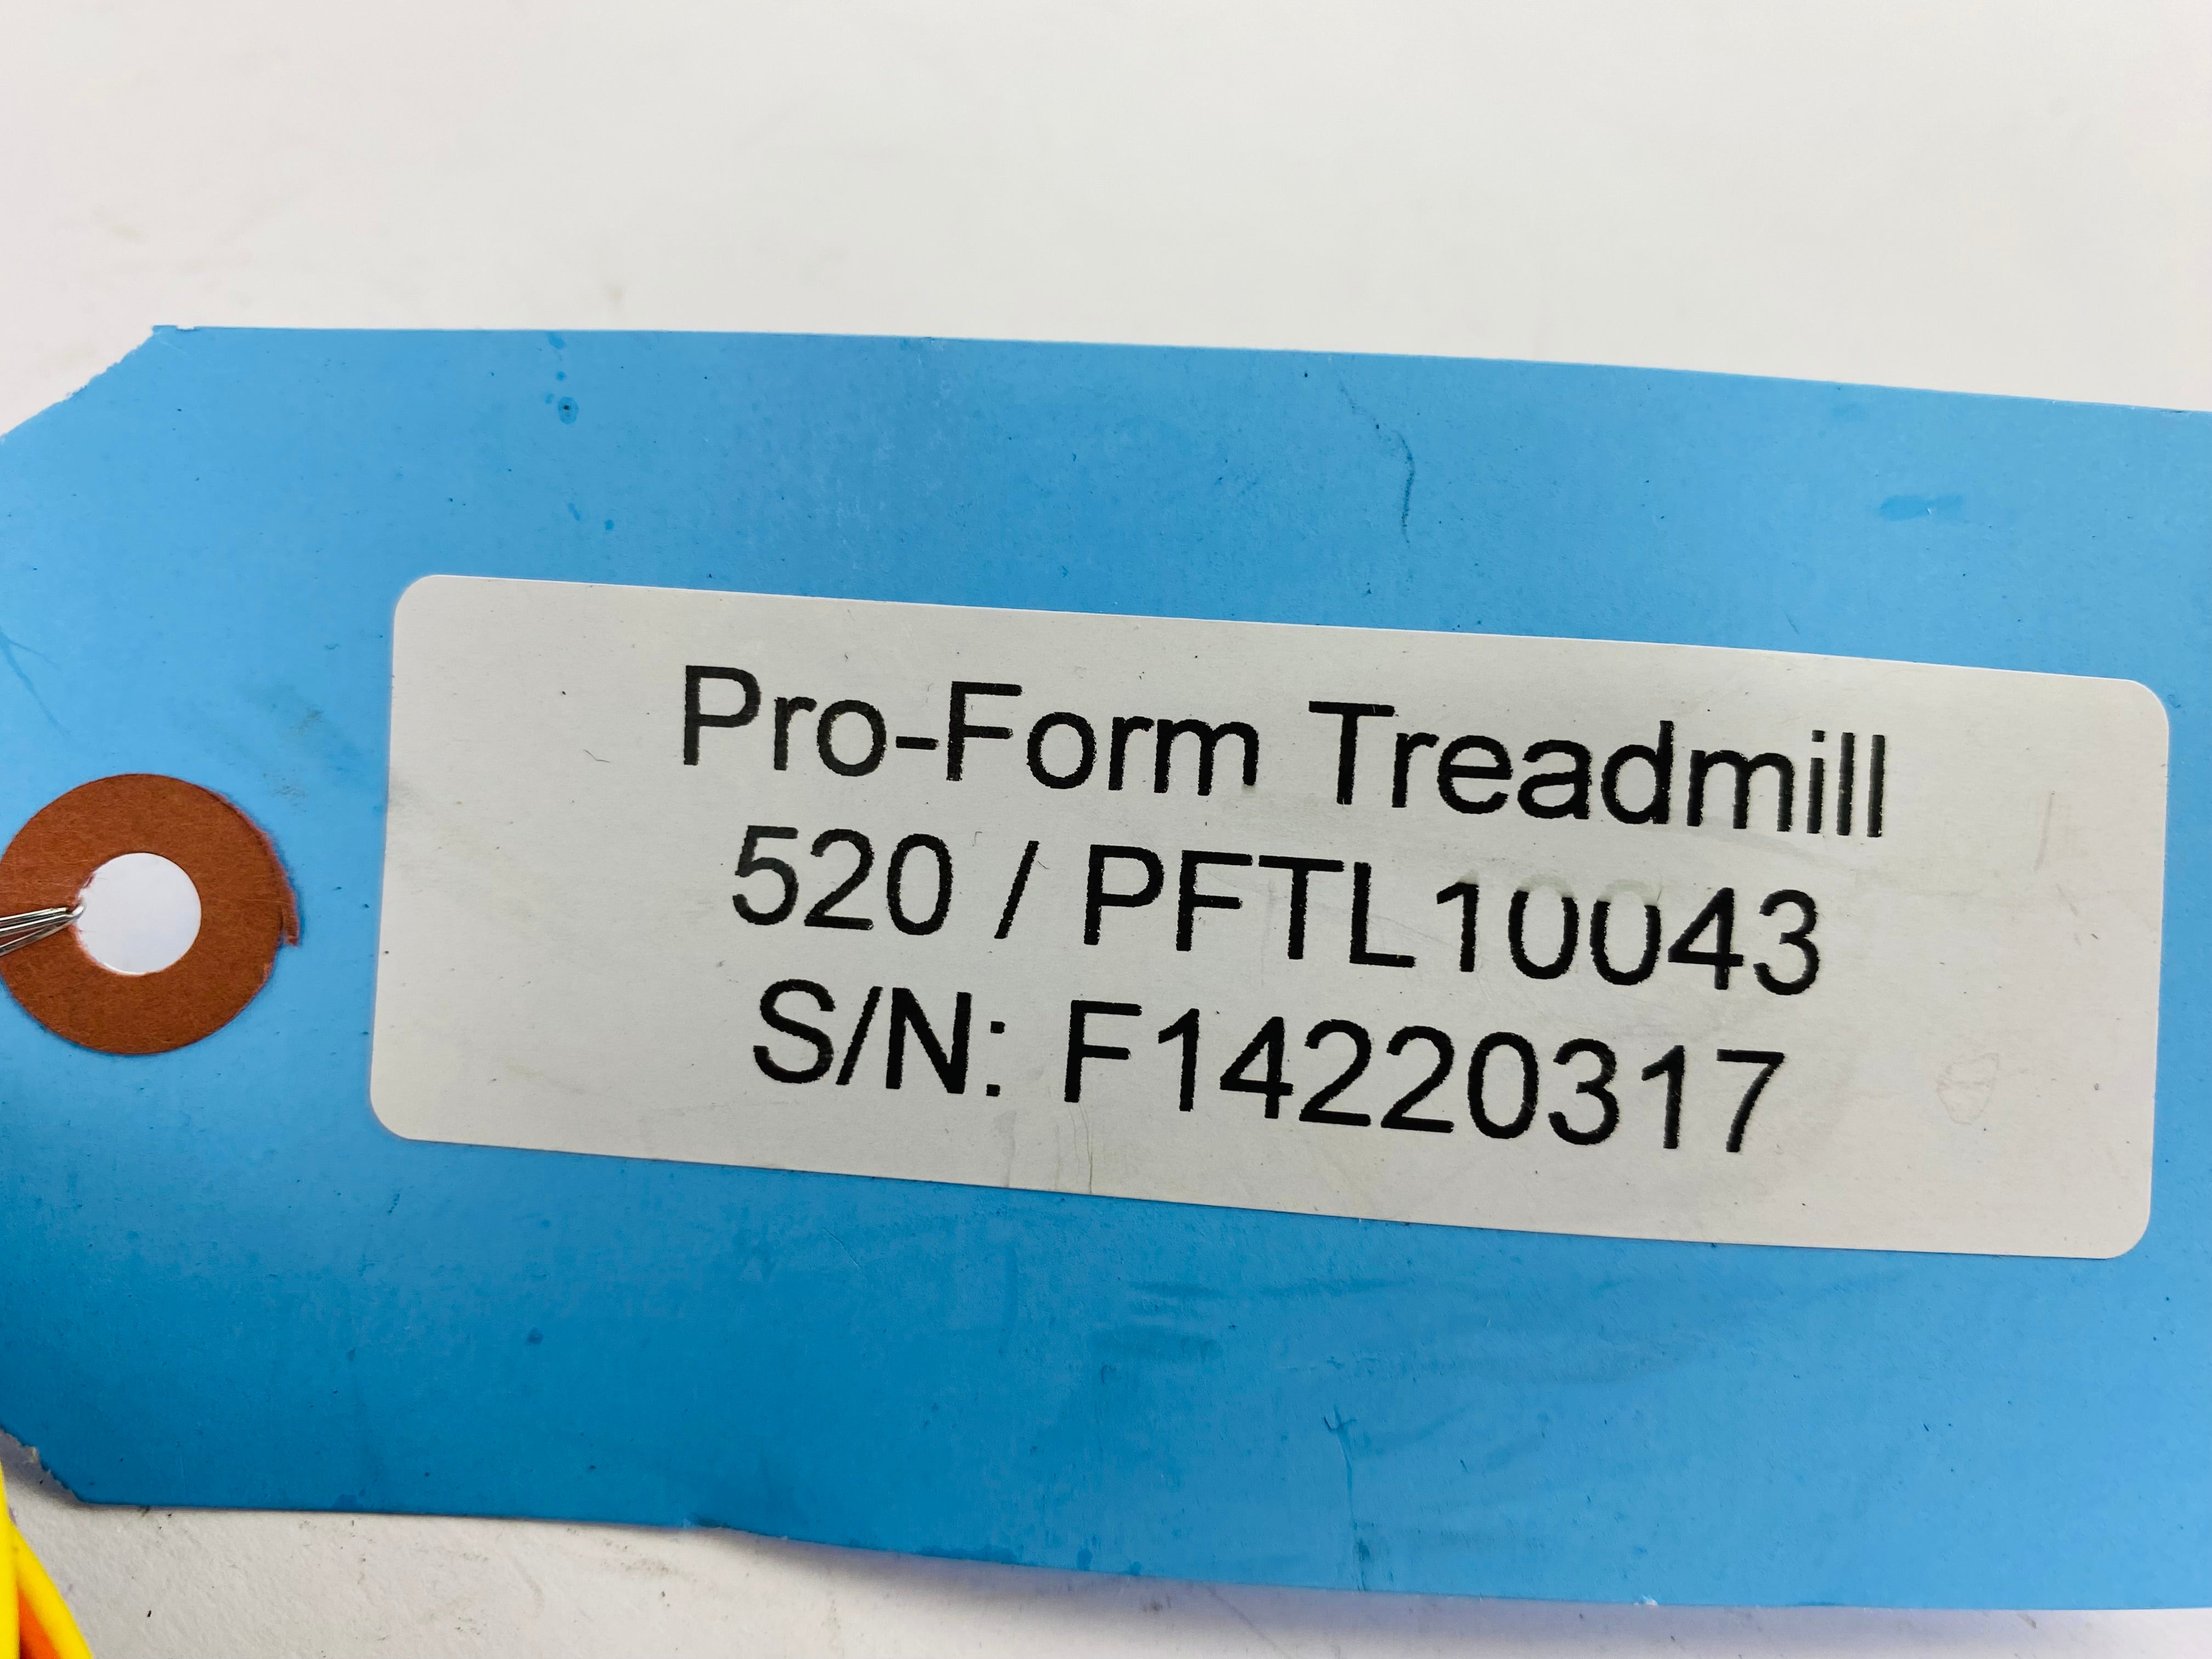 Pro-Form Treadmill
520 / PFTL10043
S/N: F14220317